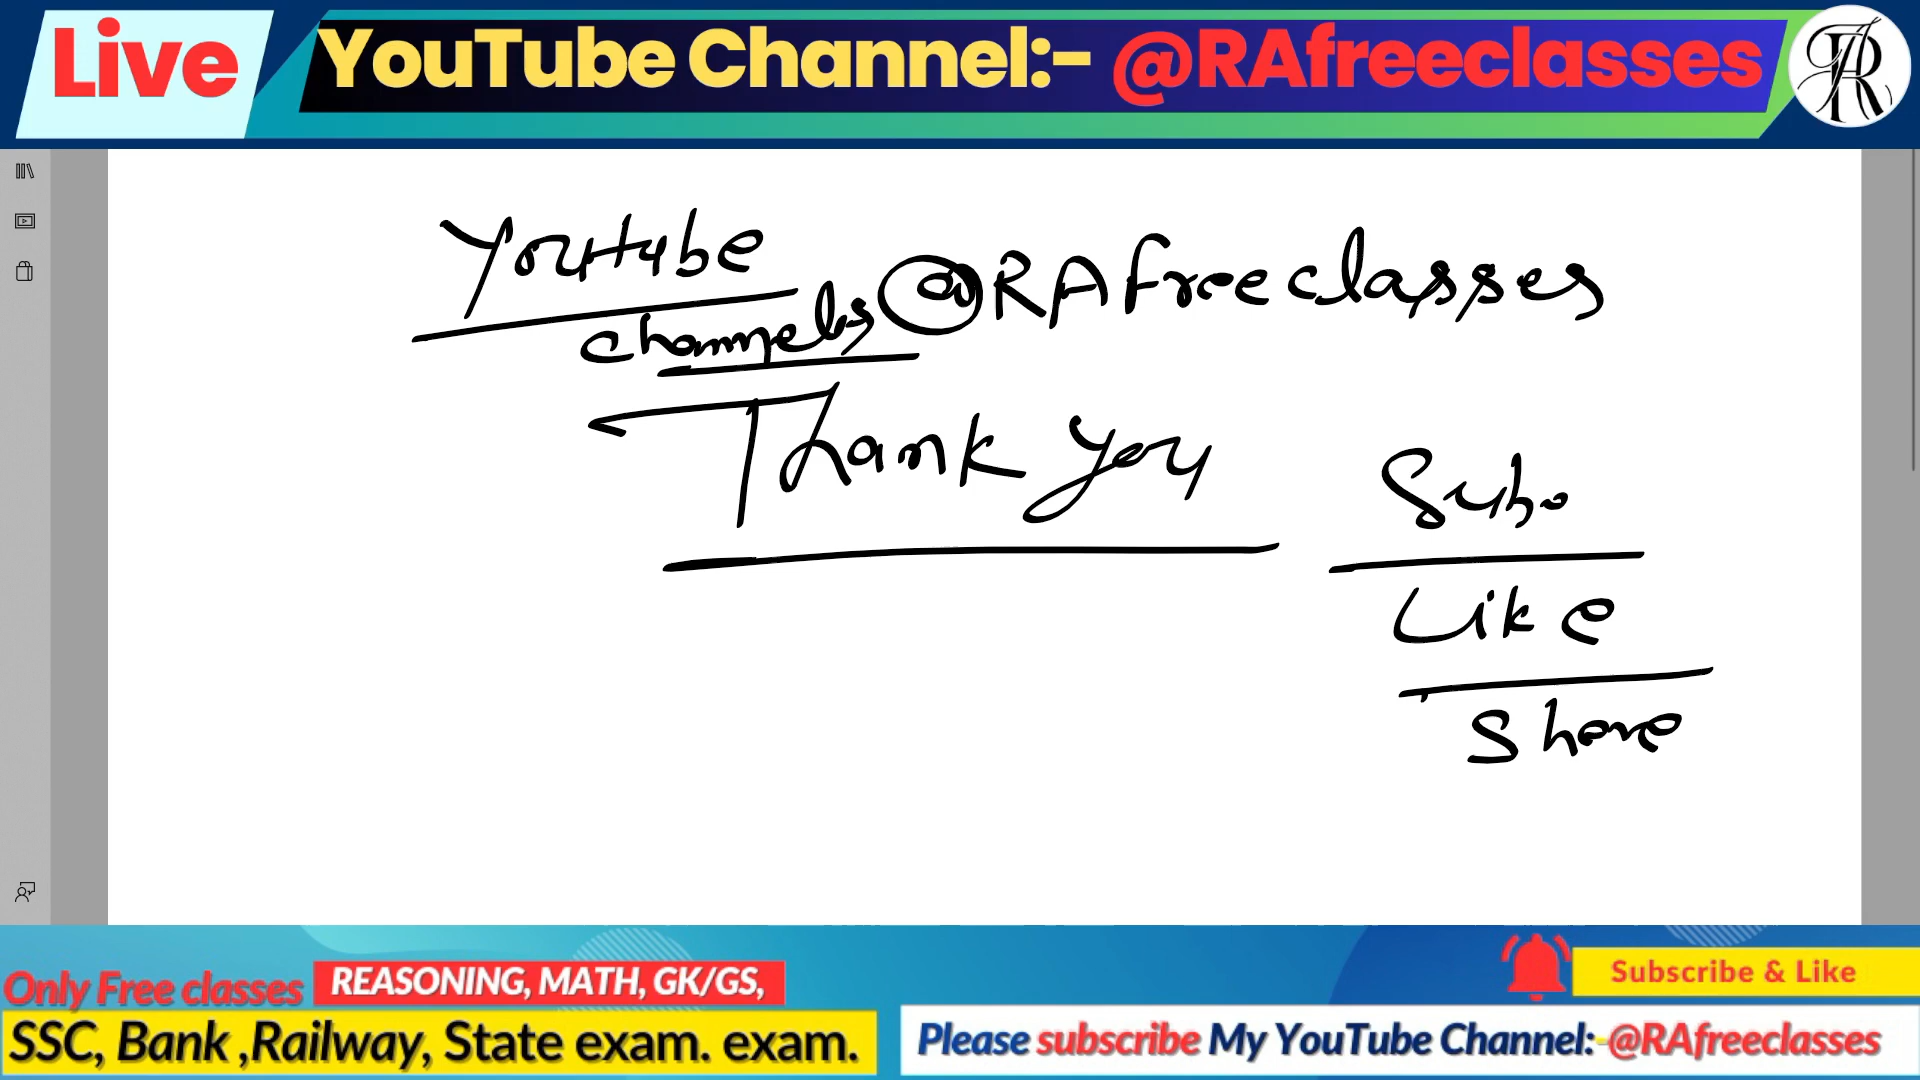 Live
YouTube Channel:- @RAfreeclasses
Youtube
channels @RAfreeclasses
Thank you
Sub.
Like
Share
Only Free classes REASONING, MATH, GK/GS,
Subscribe & Like
SSC, Bank ,Railway, State exam. exam.
Please subscribe My YouTube Channel:-@RAfreeclasses